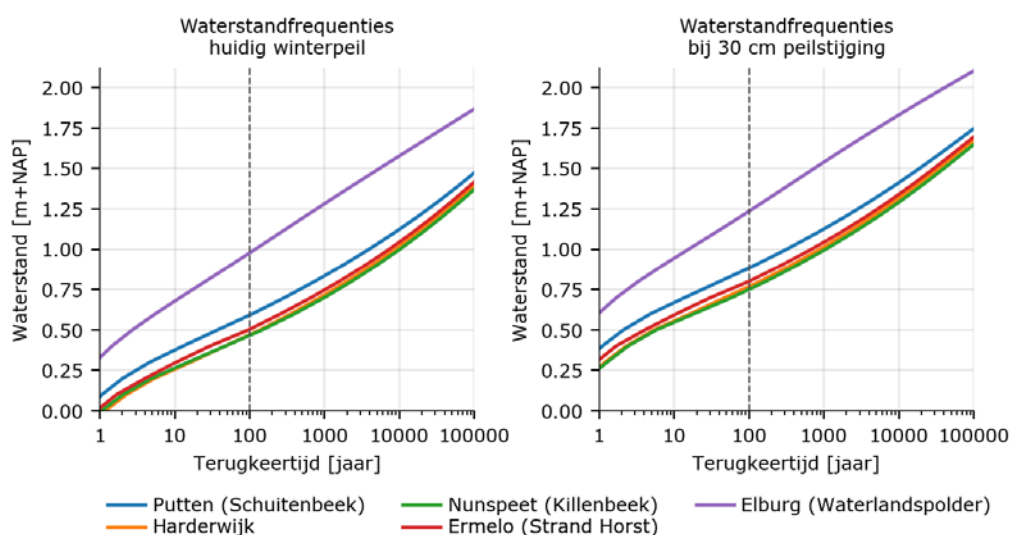 Waterstandfrequenties
huidig winterpeil
Waterstand [m+NAP]
2.00
1.75
1.50
1.25
1.00
0.75
0.50
0.25
0.00
1 10 100 1000 10000 100000
Terugkeertijd [jaar]
Waterstandfrequenties
bij 30 cm peilstijging
Waterstand [m+NAP]
2.00
1.75
1.50
1.25
1.00
0.75
0.50
0.25
0.00
1 10 100 1000 10000 100000
Terugkeertijd [jaar]
Putten (Schuitenbeek) Nunspeet (Killenbeek) Elburg (Waterlandspolder)
Harderwijk Ermelo (Strand Horst)